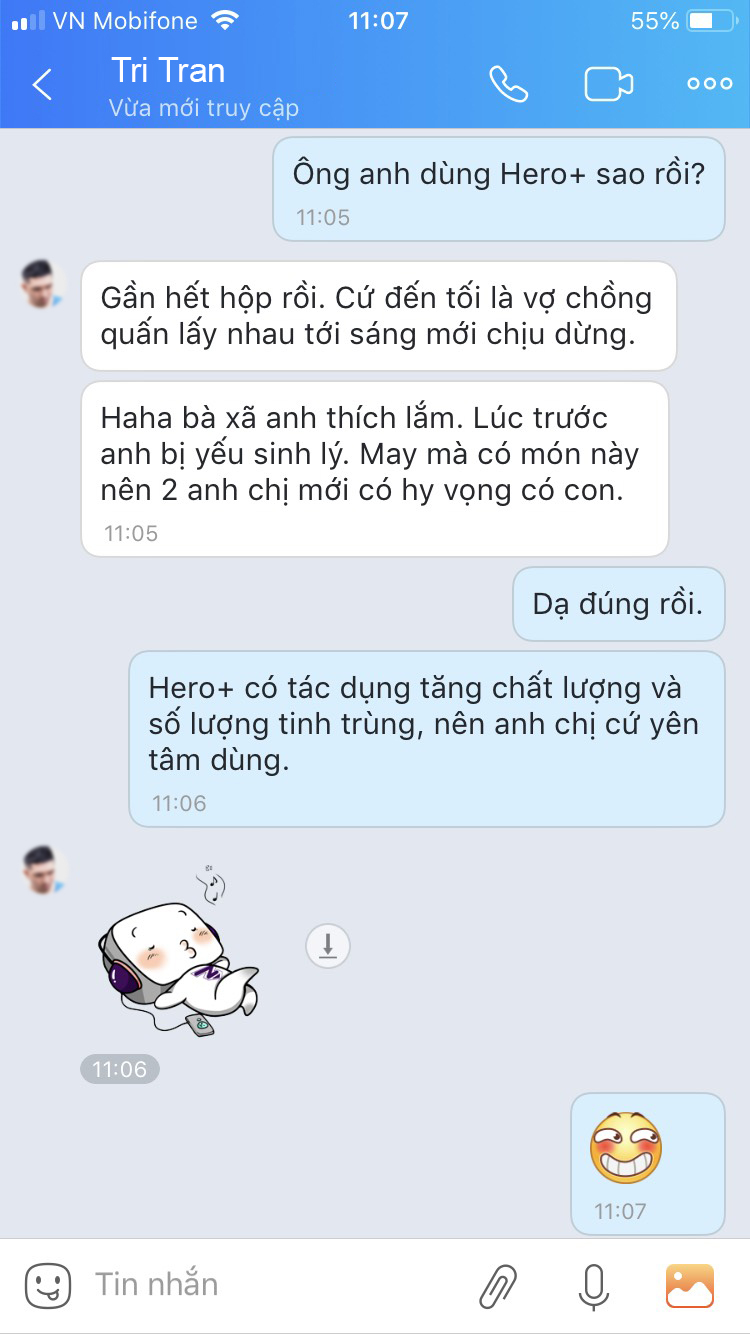 VN Mobifone 11:07 55%
Tri Tran
Vừa mới truy cập
Ông anh dùng Hero+ sao rồi?
11:05
Gần hết hộp rồi. Cứ đến tối là vợ chồng
quấn lấy nhau tới sáng mới chịu dừng.
Haha bà xã anh thích lắm. Lúc trước
anh bị yếu sinh lý. May mà có món này
nên 2 anh chị mới có hy vọng có con.
11:05
Dạ đúng rồi.
Hero+ có tác dụng tăng chất lượng và
số lượng tinh trùng, nên anh chị cứ yên
tâm dùng.
11:06
N
11:06
11:07
Tin nhắn